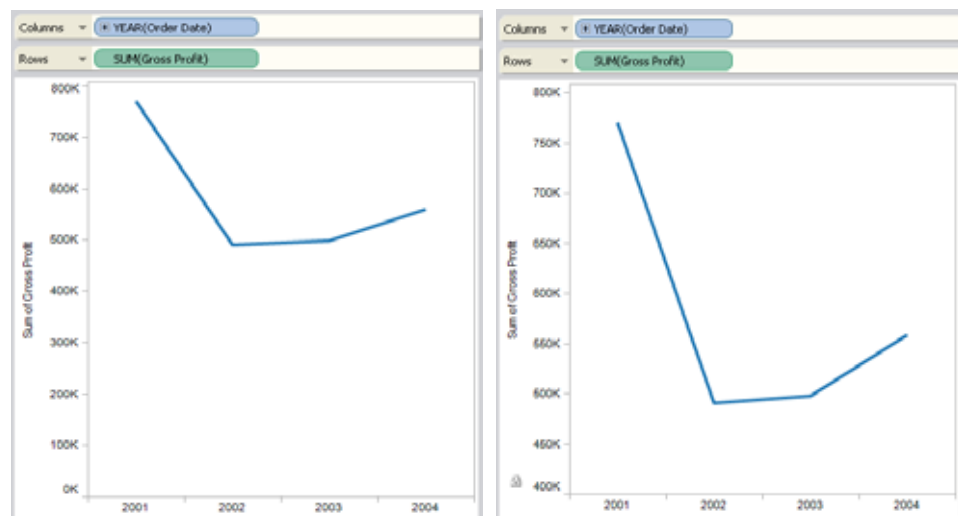 Columns YEAR(Order Date)
Rows SUM(Gross Profit)
800K
700K
600K
500K
400K
300K
200K
100K
0K
Sum of Gross Profit
2001 2002 2003 2004
Columns YEAR(Order Date)
Rows SUM(Gross Profit)
800K
750K
700K
650K
600K
550K
500K
450K
400K
Sum of Gross Profit
2001 2002 2003 2004